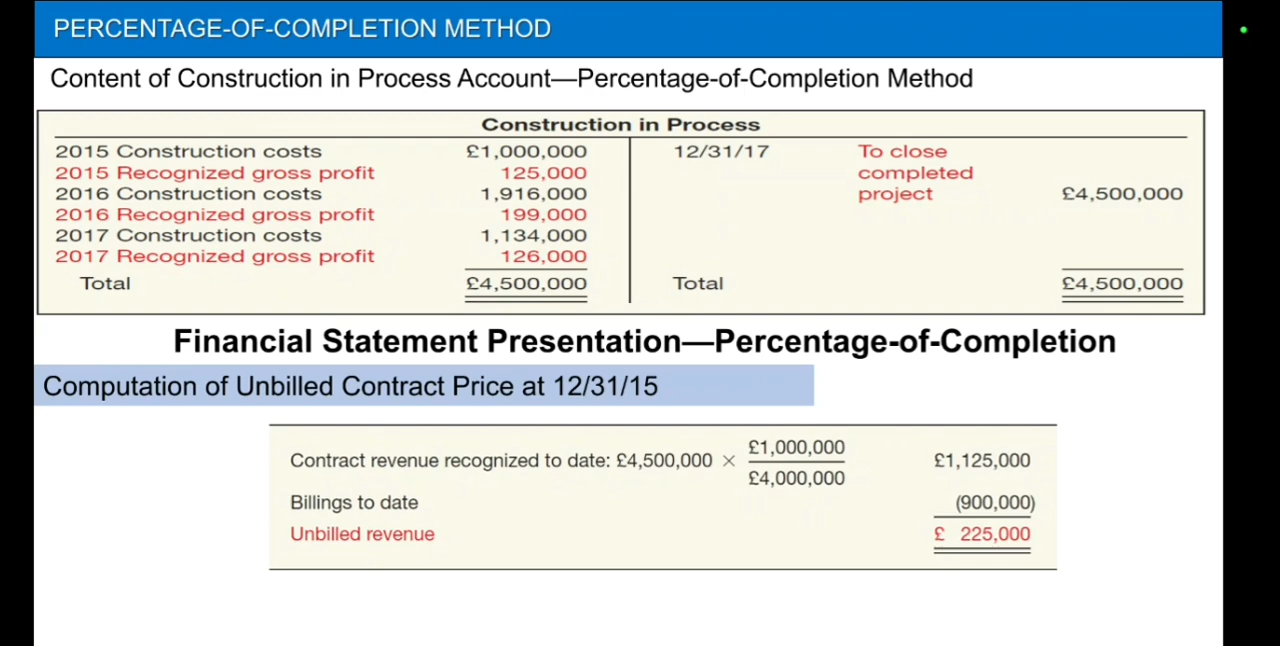 PERCENTAGE-OF-COMPLETION METHOD
Content of Construction in Process Account—Percentage-of-Completion Method
Construction in Process
2015 Construction costs £1,000,000 12/31/17 To close
2015 Recognized gross profit 125,000 completed
2016 Construction costs 1,916,000 project £4,500,000
2016 Recognized gross profit 199,000
2017 Construction costs 1,134,000
2017 Recognized gross profit 126,000
Total £4,500,000 Total £4,500,000
Financial Statement Presentation—Percentage-of-Completion
Computation of Unbilled Contract Price at 12/31/15
£1,000,000
Contract revenue recognized to date: £4,500,000 × £1,125,000
£4,000,000
Billings to date (900,000)
Unbilled revenue £ 225,000